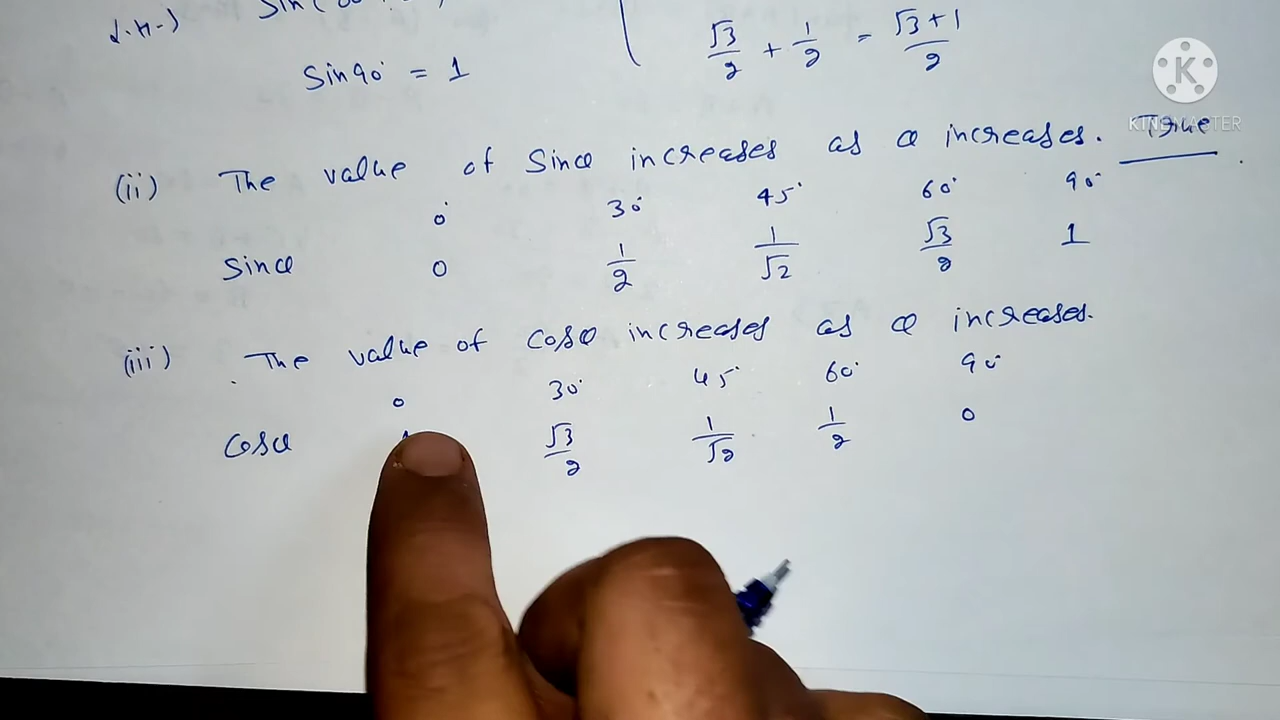 L.H.)
√3/2 + 1/2 = √3+1/2
Sin90° = 1
K
KINEMASTER
(ii) The value of Sinθ increases as θ increases. True
0° 30° 45° 60° 90°
Sinθ 0 1/2 1/√2 √3/2 1
(iii) The value of Cosθ increases as θ increases.
0 30° 45° 60° 90°
Cosθ √3/2 1/√2 1/2 0